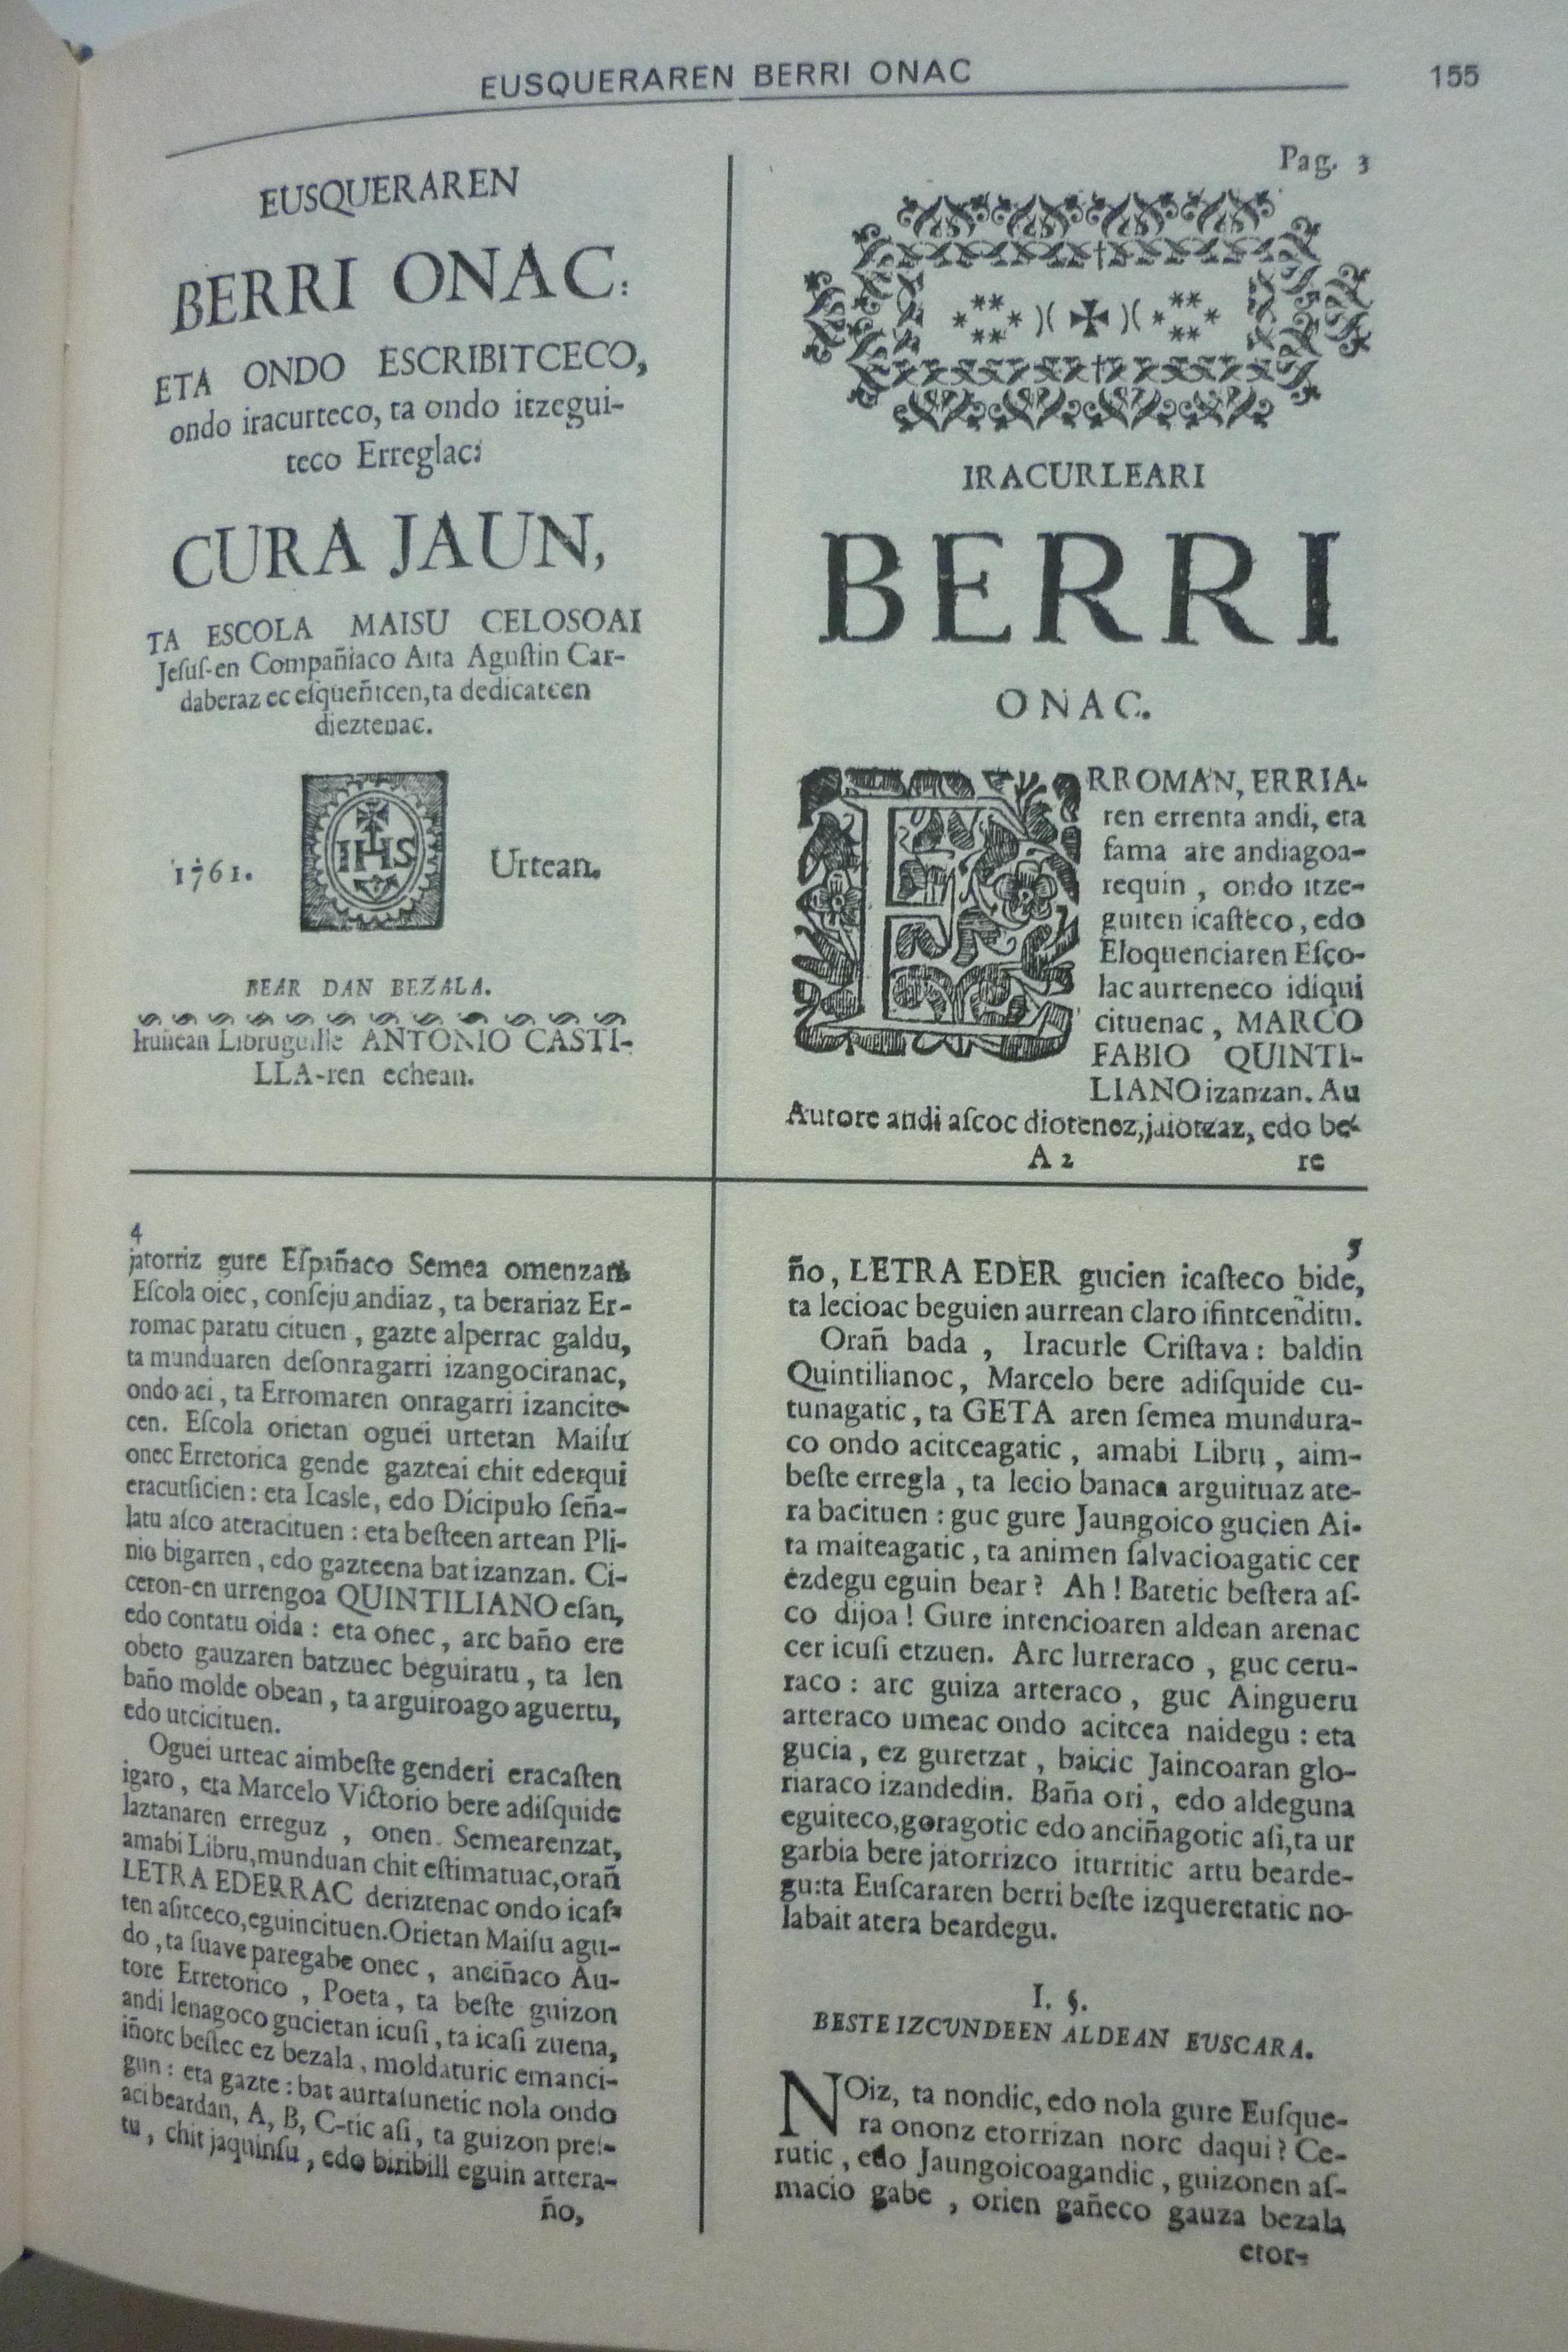 EUSQUERAREN BERRI ONAC
155
EUSQUERAREN
BERRI ONAC:
ETA ONDO ESCRIBITCECO,
ondo iracurteco, ta ondo itzegui-
teco Erreglac:
CURA JAUN,
TA ESCOLA MAISU CELOSOAI
Jesuſ-en Compañiaco Aita Aguſtin Car-
daberaz ec eſqueñtcen, ta dedicatcen
dieztenac.
1761.
IHS
Urtean.
BEAR DAN BEZALA.
Iruñean Libruguille ANTONIO CASTI-
LLA-ren echean.
Pag. 3
IRACURLEARI
BERRI
ONAC.
ERROMAN, ERRIA-
ren errenta andi, eta
fama are andiagoa-
requin, ondo itze-
guiten icaſteco, edo
Eloquenciaren Eſço-
lac aurreneco idiqui
cituenac, MARCO
FABIO QUINTI-
LIANO izanzan. Au
Autore andi aſcoc diotenez, jaiotzaz, edo be-
A 2
re
4
jatorriz gure Eſpañaco Semea omenzan
Eſcola oiec, conſeju andiaz, ta berariaz Er-
romac paratu cituen, gazte alperrac galdu,
ta munduaren deſonragarri izangociranac,
ondo aci, ta Erromaren onragarri izancite-
cen. Eſcola orietan oguei urtetan Maiſu
onec Erretorica gende gazteai chit ederqui
eracutſicien: eta Icasle, edo Dicipulo ſeña-
latu aſco ateracituen: eta beſteen artean Pli-
nio bigarren, edo gazteena bat izanzan. Ci-
ceron-en urrengoa QUINTILIANO eſan,
edo contatu oida: eta onec, arc baño ere
obeto gauzaren batzuec beguiratu, ta len
baño molde obean, ta arguiroago aguertu,
edo utcicituen.
Oguei urteac aimbeſte genderi eracaſten
igaro, eta Marcelo Victorio bere adiſquide
laztanaren erreguz, onen Semearenzat,
amabi Libru, munduan chit eſtimatuac, orañ
LETRA EDERRAC deriztenac ondo icaſ-
ten aſitceco, eguincituen. Orietan Maiſu agu-
do, ta ſuave paregabe onec, anciñaco Au-
tore Erretorico, Poeta, ta beſte guizon
andi lenagoco gucietan icuſi, ta icaſi zuena,
iñorc beſtec ez bezala, moldaturic emanci-
gun: eta gazte: bat aurtaſunetic nola ondo
aci beardan, A, B, C-tic aſi, ta guizon preſ-
tu, chit jaquinſu, edo biribill eguin attera-
ño,
5
ño, LETRA EDER gucien icaſteco bide,
ta lecioac beguien aurrean claro ifintcenditu.
Orañ bada, Iracurle Criſtava: baldin
Quintilianoc, Marcelo bere adiſquide cu-
tunagatic, ta GETA aren ſemea mundura-
co ondo acitceagatic, amabi Libru, aim-
beſte erregla, ta lecio banaca arguituaz ate-
ra bacituen: guc gure Jaungoico gucien Ai-
ta maiteagatic, ta animen ſalvacioagatic cer
ezdegu eguin bear? Ah! Batetic beſtera aſ-
co dijoa! Gure intencioaren aldean arenac
cer icuſi etzuen. Arc lurreraco, guc ceru-
raco: arc guiza arteraco, guc Aingueru
arteraco umeac ondo acitcea naidegu: eta
gucia, ez guretzat, baicic Jaincoaran glo-
riaraco izandedin. Baña ori, edo aldeguna
eguiteco, goragotic edo anciñagotic aſi, ta ur
garbia bere jatorrizco iturritic artu bearde-
gu: ta Euſcararen berri beſte izqueretatic no-
labait atera beardegu.
I. §.
BESTE IZCUNDEEN ALDEAN EUSCARA.
NOiz, ta nondic, edo nola gure Euſque-
ra ononz etorrizan norc daqui? Ce-
rutic, edo Jaungoicoagandic, guizonen aſ-
macio gabe, orien gañeco gauza bezala
etor-